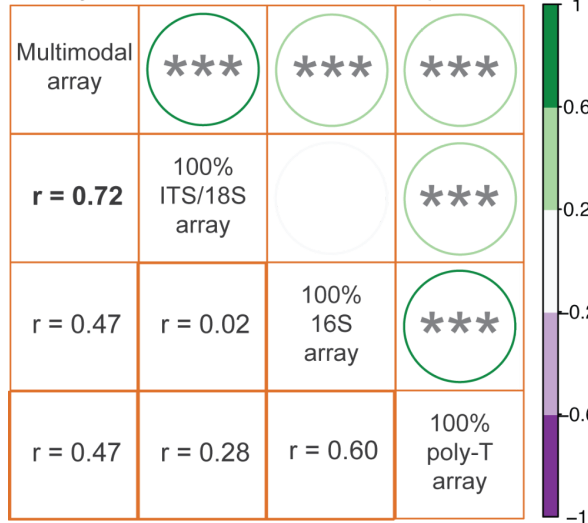 Multimodal
array
***
***
***
r = 0.72
100%
ITS/18S
array
***
r = 0.47
r = 0.02
100%
16S
array
***
r = 0.47
r = 0.28
r = 0.60
100%
poly-T
array
1
0.6
0.2
-0.2
-0.6
-1